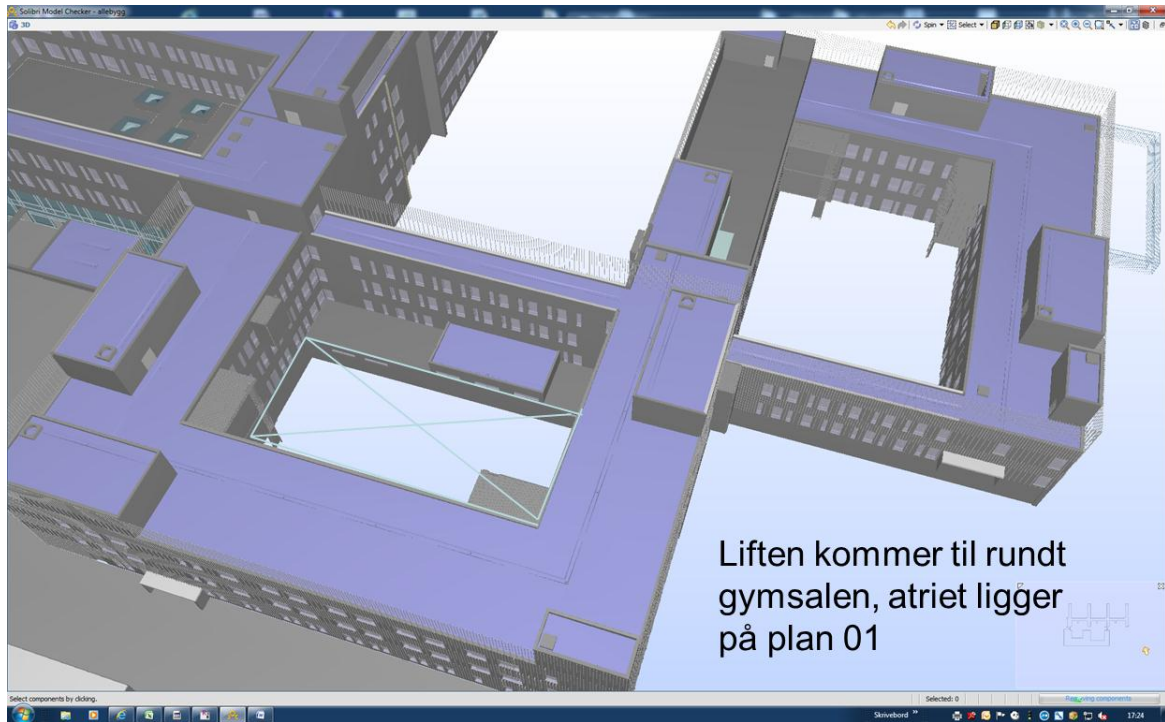 Solibri Model Checker - allebygg
3D
Spin
Select
Liften kommer til rundt
gymsalen, atriet ligger
på plan 01
Select components by clicking.
Selected: 0
components
Skrivebord
17:24